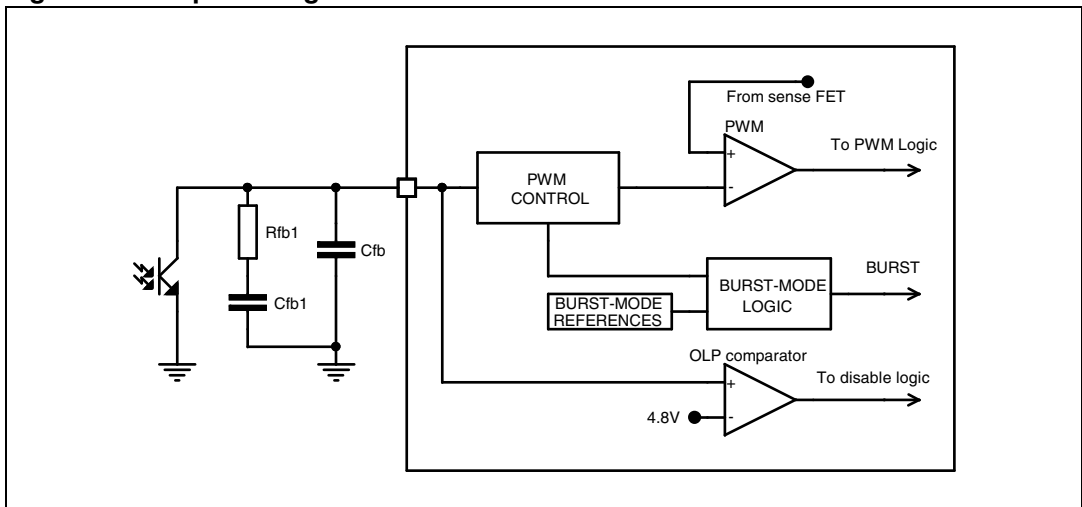 From sense FET
PWM
+
-
To PWM Logic
PWM
CONTROL
Rfb1
Cfb
Cfb1
BURST-MODE
REFERENCES
BURST-MODE
LOGIC
BURST
OLP comparator
+
-
4.8V
To disable logic